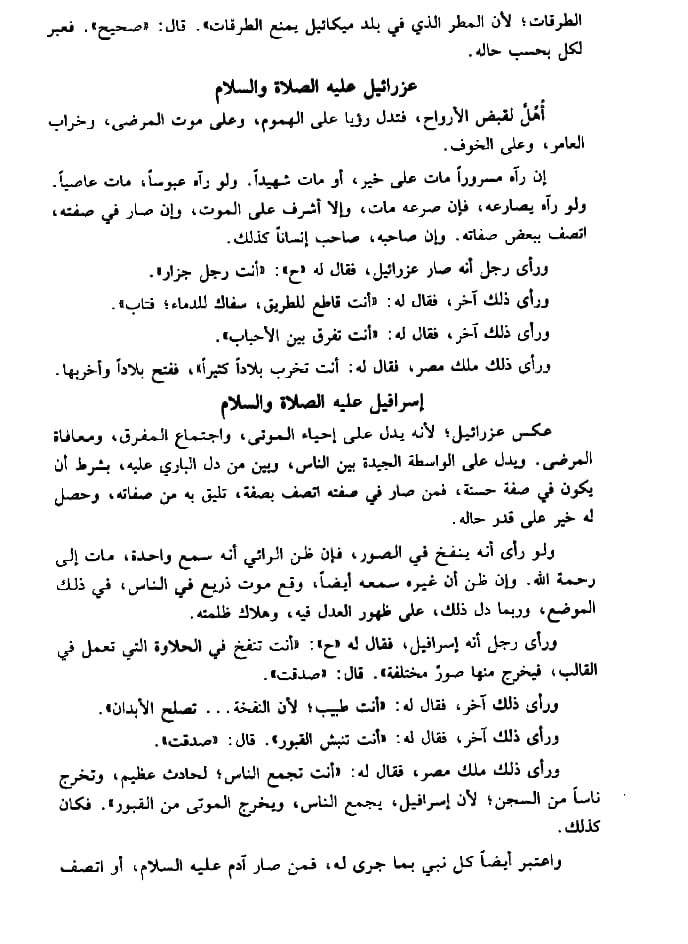 الطرقات؛ لأن المطر الذي في بلد ميكائيل يمنع الطرقات». قال: «صحيح». فعبر
لكل بحسب حاله.
عزرائيل عليه الصلاة والسلام
أُهِّلَ لقبض الأرواح، فتدل رؤيا على الهموم، وعلى موت المرضى، وخراب
العامر، وعلى الخوف.
إن رآه مسروراً مات على خير، أو مات شهيداً. ولو رآه عبوساً، مات عاصياً.
ولو رآه يصارعه، فإن صرعه مات، وإلا أشرف على الموت، وإن صار في صفته،
اتصف ببعض صفاته. وإن صاحبه، صاحب إنساناً كذلك.
ورأى رجل أنه صار عزرائيل، فقال له «ح»: «أنت رجل جزار».
ورأى ذلك آخر، فقال له: «أنت قاطع للطريق، سفاك للدماء؛ فتاب».
ورأى ذلك آخر، فقال له: «أنت تفرق بين الأحباب».
ورأى ذلك ملك مصر، فقال له: أنت تخرب بلاداً كثيراً»، ففتح بلاداً وأخربها.
إسرافيل عليه الصلاة والسلام
عكس عزرائيل؛ لأنه يدل على إحياء الموتى، واجتماع المفرق، ومعافاة
المرضى. ويدل على الواسطة الجيدة بين الناس، وبين من دل الباري عليه، بشرط أن
يكون في صفة حسنة، فمن صار في صفته اتصف بصفة، تليق به من صفاته، وحصل
له خير على قدر حاله.
ولو رأى أنه ينفخ في الصور، فإن ظن الرائي أنه سمع واحدة، مات إلى
رحمة الله. وإن ظن أن غيره سمعه أيضاً، وقع موت ذريع في الناس، في ذلك
الموضع، وربما دل ذلك، على ظهور العدل فيه، وهلاك ظلمته.
ورأى رجل أنه إسرافيل، فقال له «ح»: «أنت تنفخ في الحلاوة التي تعمل في
القالب، فيخرج منها صورٌ مختلفة». قال: «صدقت».
ورأى ذلك آخر، فقال له: «أنت طبيب؛ لأن النفخة... تصلح الأبدان».
ورأى ذلك آخر، فقال له: «أنت تنبش القبور». قال: «صدقت».
ورأى ذلك ملك مصر، فقال له: «أنت تجمع الناس؛ لحادث عظيم، وتخرج
ناساً من السجن؛ لأن إسرافيل، يجمع الناس، ويخرج الموتى من القبور». فكان
كذلك.
واعتبر أيضاً كل نبي بما جرى له، فمن صار آدم عليه السلام، أو اتصف